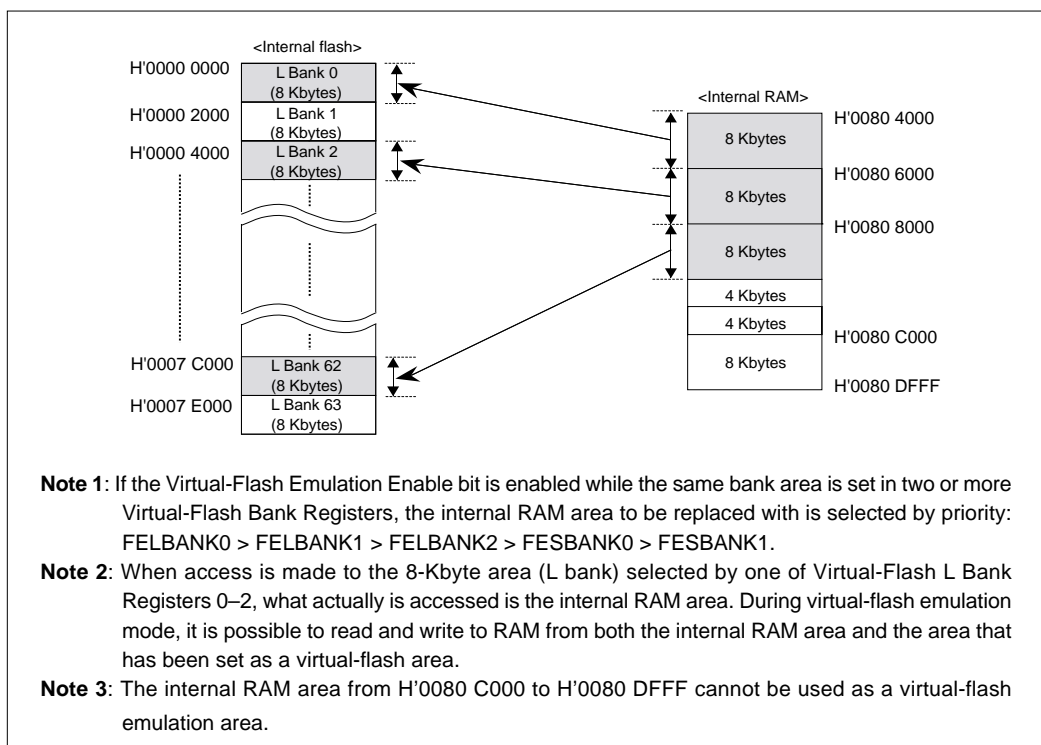 <Internal flash>
H'0000 0000
L Bank 0
(8 Kbytes)
H'0000 2000
L Bank 1
(8 Kbytes)
H'0000 4000
L Bank 2
(8 Kbytes)
H'0007 C000
L Bank 62
(8 Kbytes)
H'0007 E000
L Bank 63
(8 Kbytes)
<Internal RAM>
H'0080 4000
8 Kbytes
H'0080 6000
8 Kbytes
H'0080 8000
8 Kbytes
4 Kbytes
4 Kbytes
H'0080 C000
8 Kbytes
H'0080 DFFF
Note 1: If the Virtual-Flash Emulation Enable bit is enabled while the same bank area is set in two or more
Virtual-Flash Bank Registers, the internal RAM area to be replaced with is selected by priority:
FELBANK0 > FELBANK1 > FELBANK2 > FESBANK0 > FESBANK1.
Note 2: When access is made to the 8-Kbyte area (L bank) selected by one of Virtual-Flash L Bank
Registers 0–2, what actually is accessed is the internal RAM area. During virtual-flash emulation
mode, it is possible to read and write to RAM from both the internal RAM area and the area that
has been set as a virtual-flash area.
Note 3: The internal RAM area from H'0080 C000 to H'0080 DFFF cannot be used as a virtual-flash
emulation area.